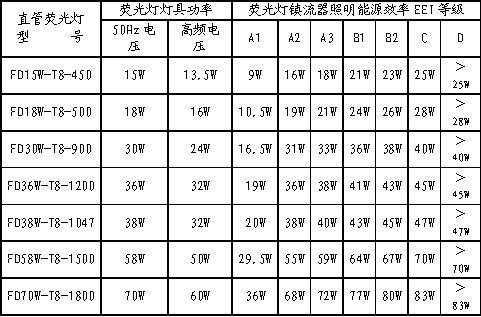 直管荧光灯 荧光灯灯具功率 荧光灯镇流器照明能源效率EEI等级
型 号 50Hz电压 高频电压 A1 A2 A3 B1 B2 C D
FD15W-T8-450 15W 13.5W 9W 16W 18W 21W 23W 25W >25W
FD18W-T8-500 18W 16W 10.5W 19W 21W 24W 26W 28W >28W
FD30W-T8-900 30W 24W 16.5W 31W 33W 36W 38W 40W >40W
FD36W-T8-1200 36W 32W 19W 36W 38W 41W 43W 45W >45W
FD38W-T8-1047 38W 32W 20W 38W 40W 43W 45W 47W >47W
FD58W-T8-1500 58W 50W 29.5W 55W 59W 64W 67W 70W >70W
FD70W-T8-1800 70W 60W 36W 68W 72W 77W 80W 83W >83W